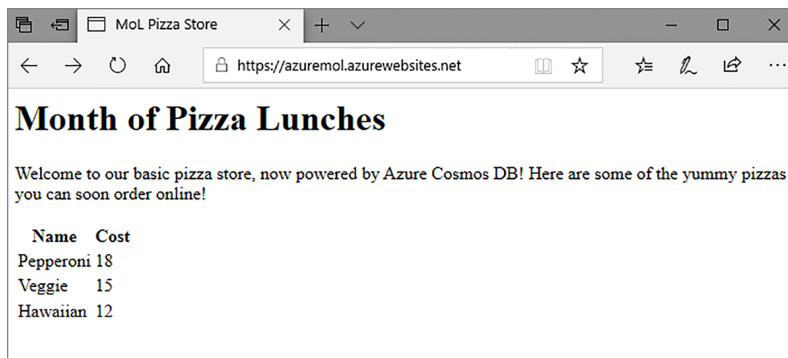 MoL Pizza Store
https://azuremol.azurewebsites.net
Month of Pizza Lunches
Welcome to our basic pizza store, now powered by Azure Cosmos DB! Here are some of the yummy pizzas
you can soon order online!
Name Cost
Pepperoni 18
Veggie 15
Hawaiian 12